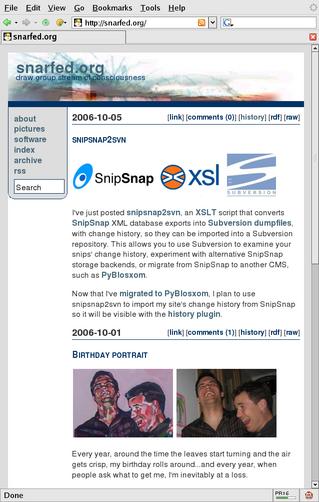 File Edit View Go Bookmarks Tools Help
http://snarfed.org/
snarfed.org
snarfed.org
draw group stream of consciousness
about
pictures
software
index
archive
rss
Search
2006-10-05 [link] [comments (0)] [history] [rdf] [raw]
SNIPSNAP2SVN
SnipSnap XSL SUBVERSION
I've just posted snipsnap2svn, an XSLT script that converts
SnipSnap XML database exports into Subversion dumpfiles,
with change history, so they can be imported into a Subversion
repository. This allows you to use Subversion to examine your
snips' change history, experiment with alternative SnipSnap
storage backends, or migrate from SnipSnap to another CMS,
such as PyBlosxom.
Now that I've migrated to PyBlosxom, I plan to use
snipsnap2svn to import my site's change history from SnipSnap
so it will be visible with the history plugin.
2006-10-01 [link] [comments (1)] [history] [rdf] [raw]
BIRTHDAY PORTRAIT
Every year, around the time the leaves start turning and the air
gets crisp, my birthday rolls around...and every year, when
people ask what to get me, I'm inevitably at a loss.
Done